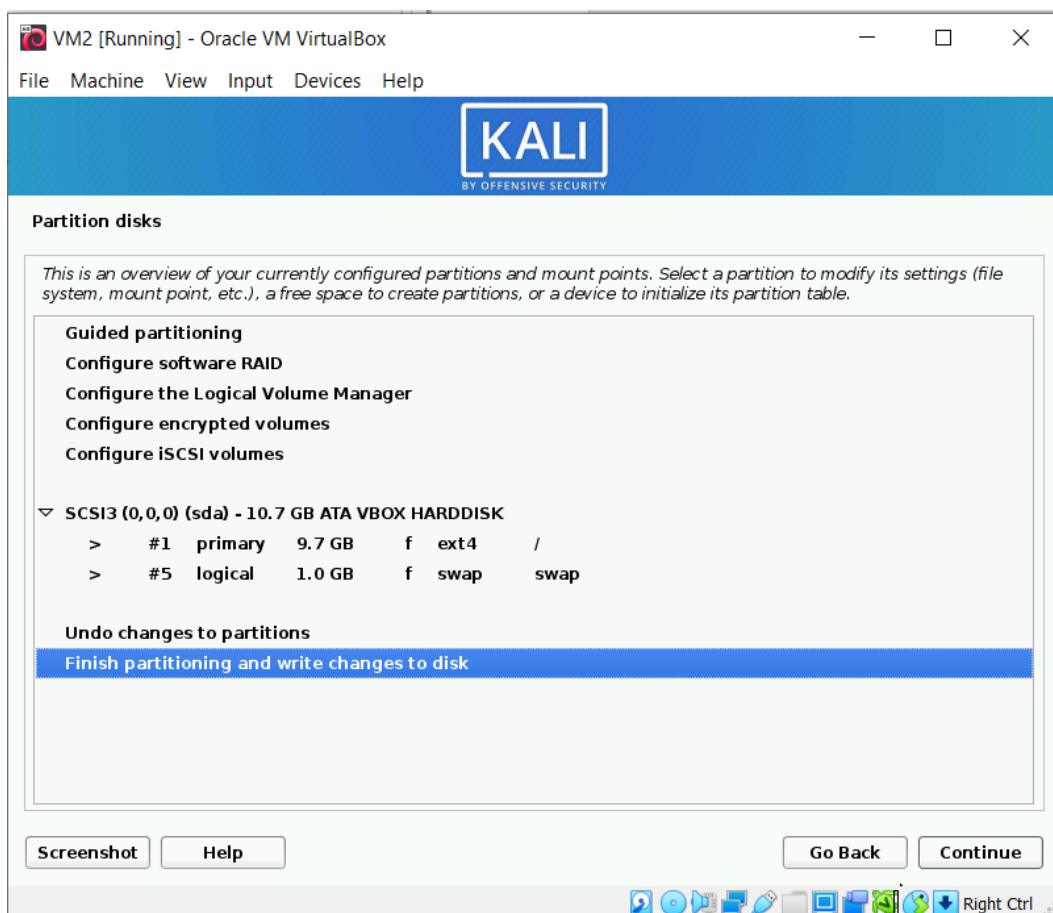 VM2 [Running] - Oracle VM VirtualBox
File Machine View Input Devices Help
KALI
BY OFFENSIVE SECURITY
Partition disks
This is an overview of your currently configured partitions and mount points. Select a partition to modify its settings (file
system, mount point, etc.), a free space to create partitions, or a device to initialize its partition table.
Guided partitioning
Configure software RAID
Configure the Logical Volume Manager
Configure encrypted volumes
Configure iSCSI volumes
SCSI3 (0,0,0) (sda) - 10.7 GB ATA VBOX HARDDISK
> #1 primary 9.7 GB f ext4 /
> #5 logical 1.0 GB f swap swap
Undo changes to partitions
Finish partitioning and write changes to disk
Screenshot Help Go Back Continue
Right Ctrl